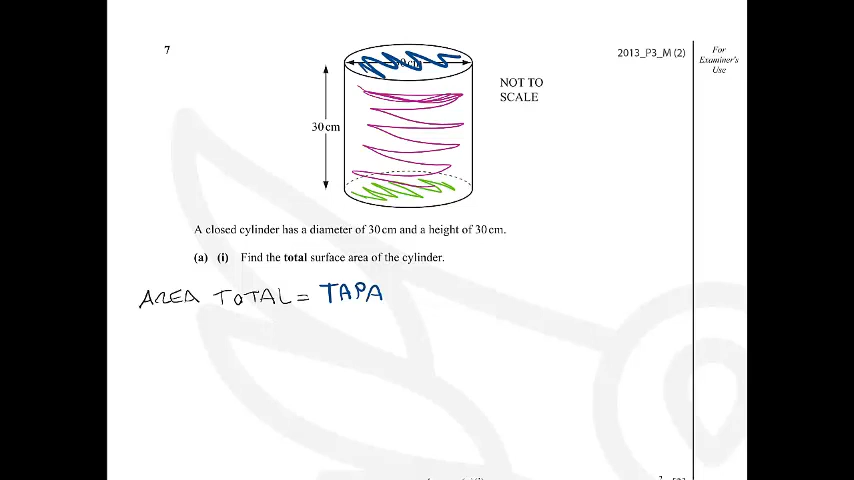 7
2013_P3_M (2)
For
Examiner's
Use
NOT TO
SCALE
30 cm
A closed cylinder has a diameter of 30 cm and a height of 30 cm.
(a) (i) Find the total surface area of the cylinder.
AREA TOTAL = TAPA